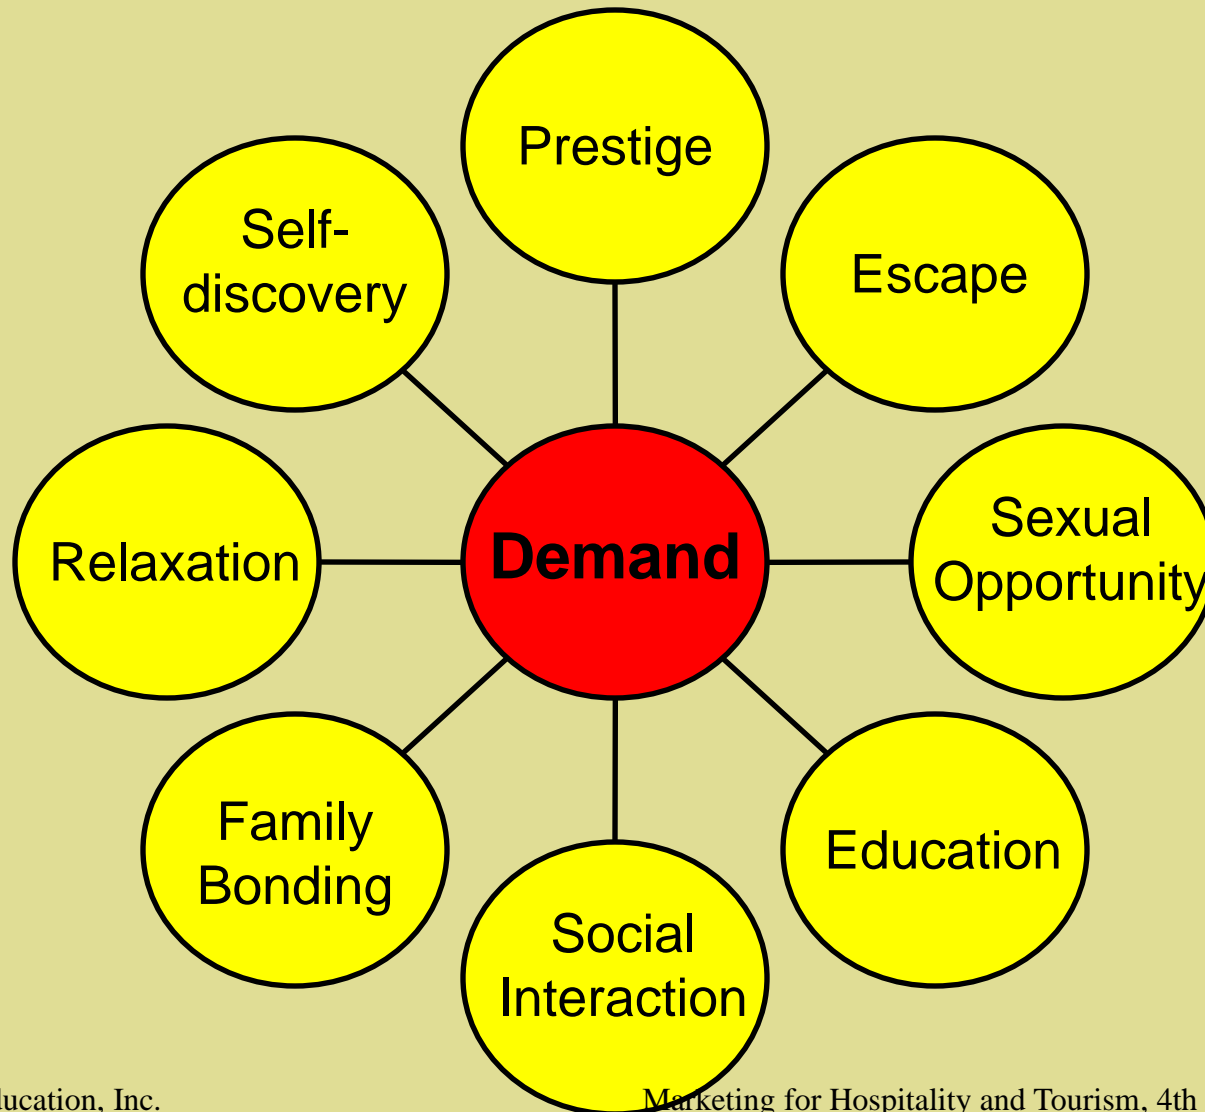 Prestige
Self-
discovery
Escape
Relaxation
Demand
Sexual
Opportunity
Family
Bonding
Education
Social
Interaction
Inc.
Marketing for Hospitality and Tourism, 4th